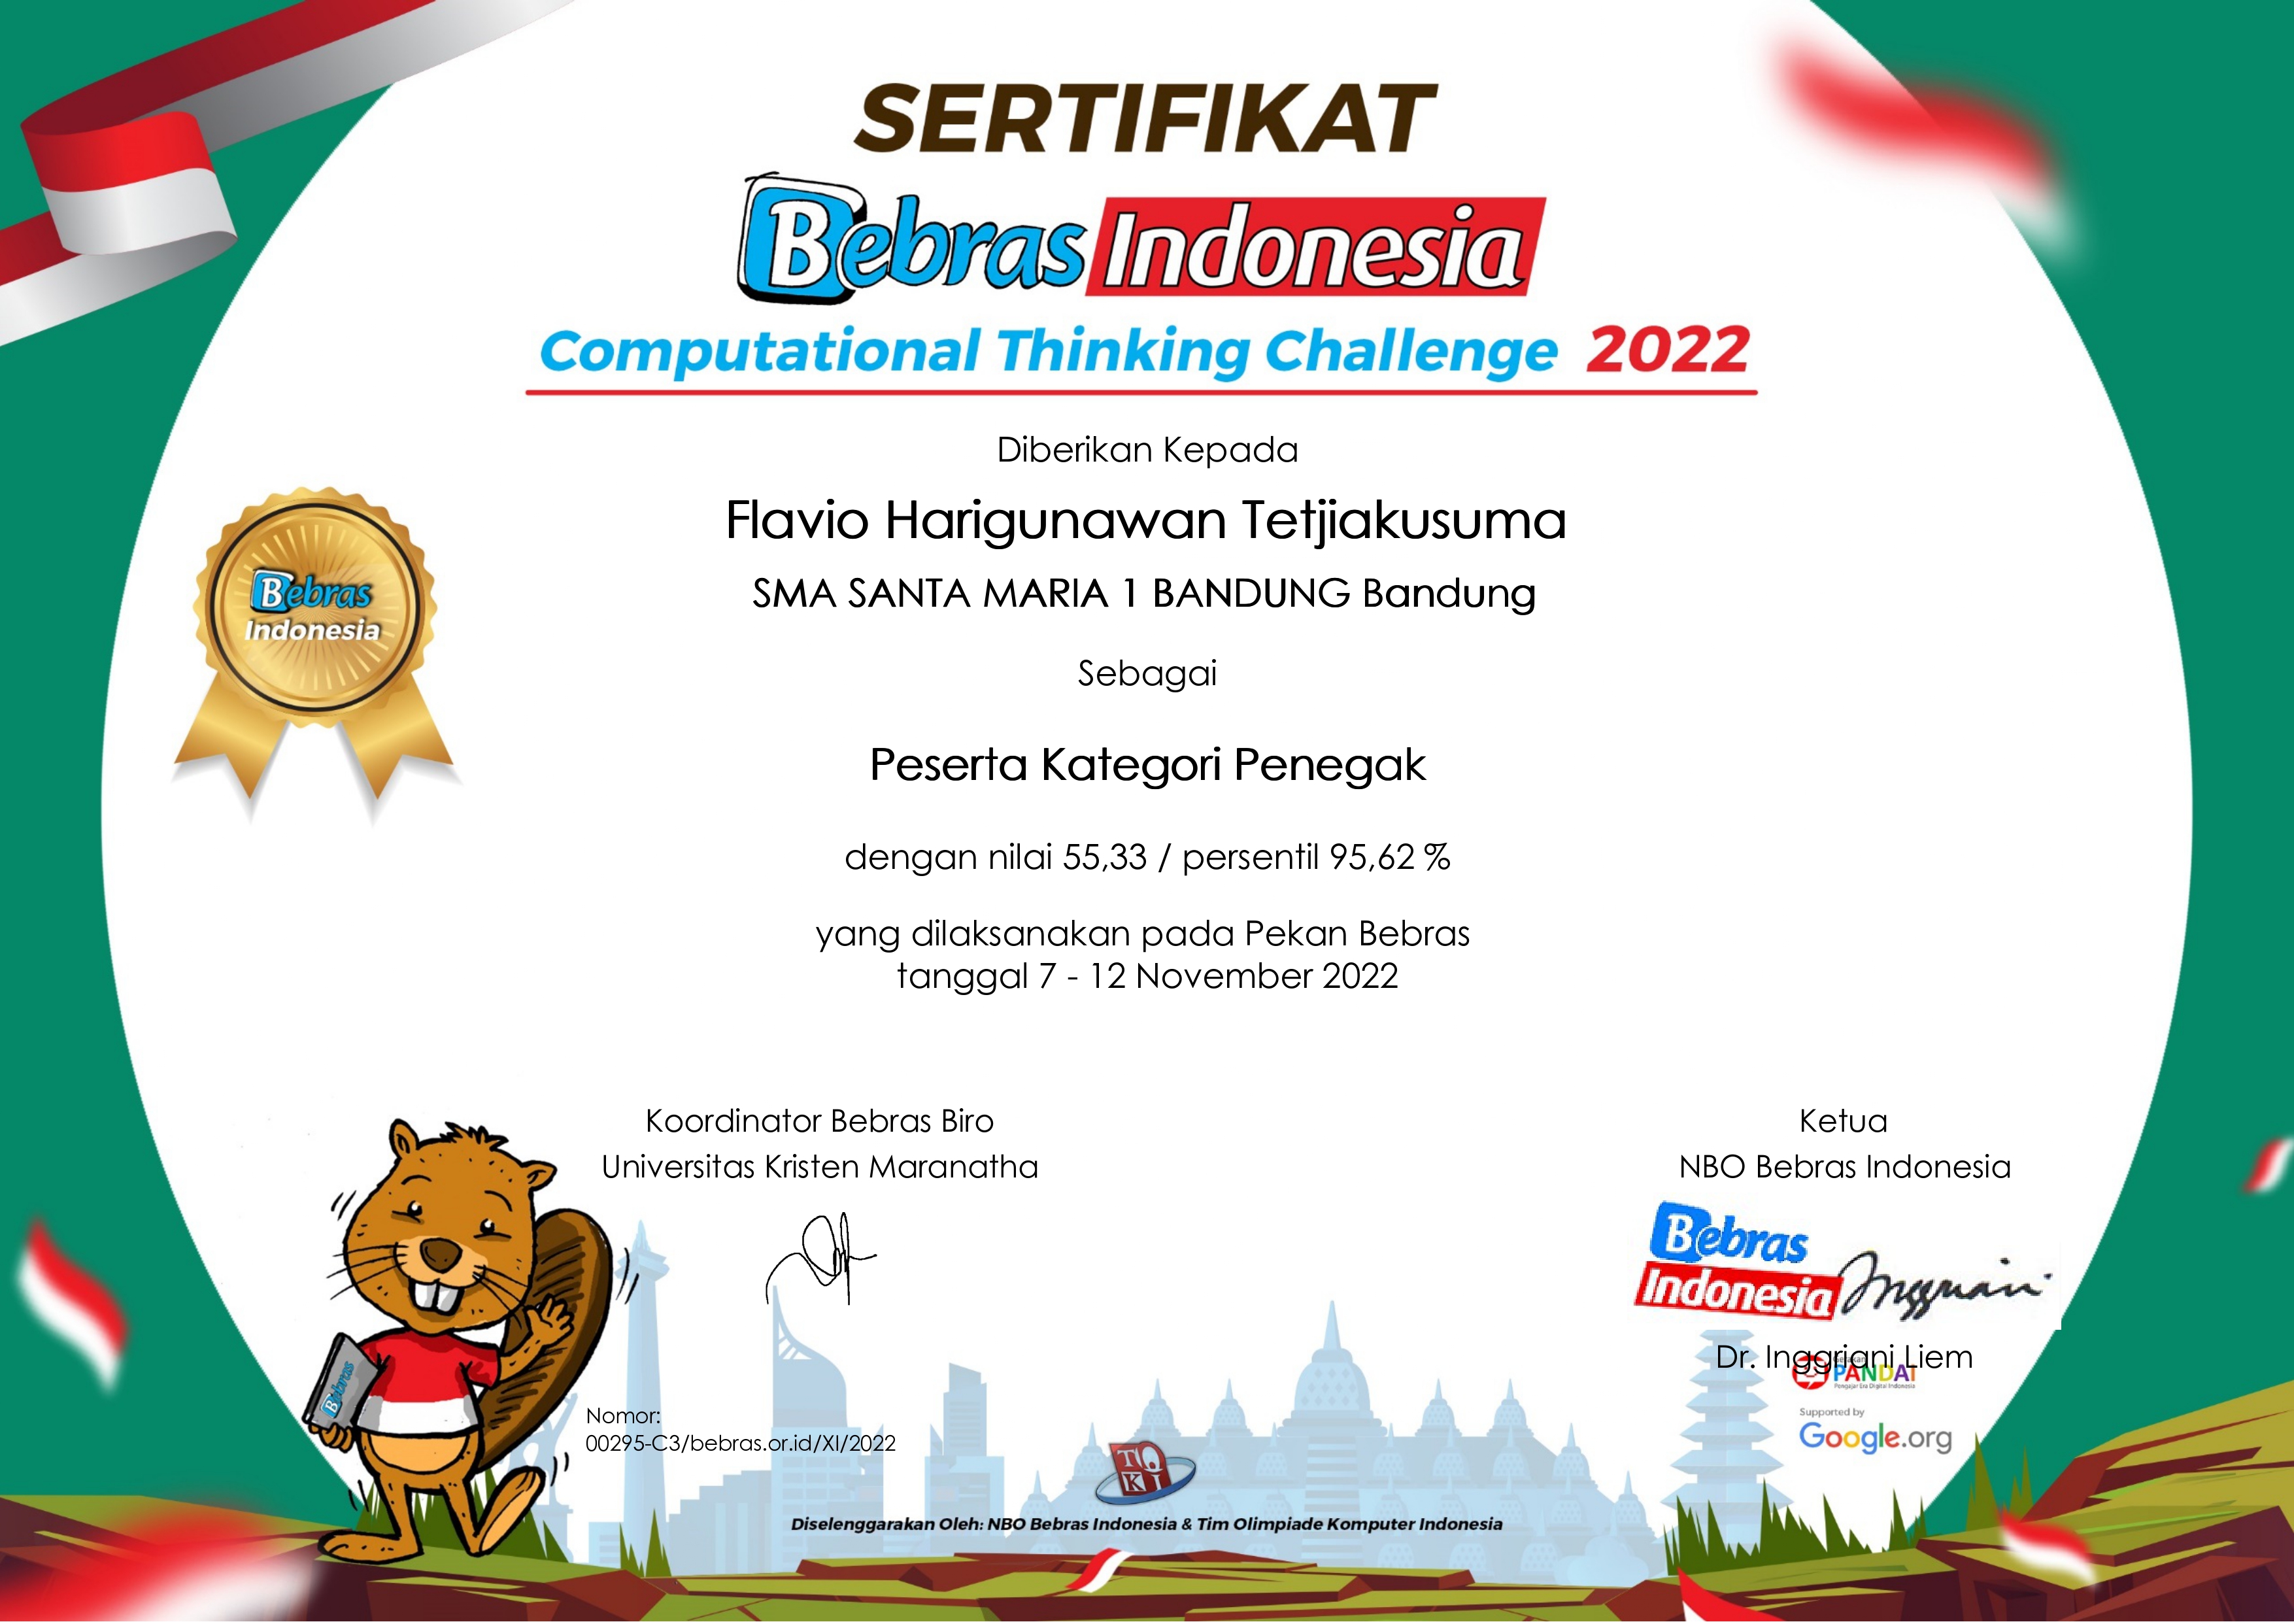 SERTIFIKAT
Bebras Indonesia
Computational Thinking Challenge 2022
Diberikan Kepada
Flavio Harigunawan Tetjiakusuma
SMA SANTA MARIA 1 BANDUNG Bandung
Bebras
Indonesia
Sebagai
Peserta Kategori Penegak
dengan nilai 55,33 / persentil 95,62 %
yang dilaksanakan pada Pekan Bebras
tanggal 7 - 12 November 2022
Koordinator Bebras Biro
Universitas Kristen Maranatha
Ketua
NBO Bebras Indonesia
Bebras
Indonesia
Dr. Inggriani Liem
PANDAI
Pengajar Era Digital Indonesia
Supported by
Google.org
Bebras
Nomor:
00295-C3/bebras.or.id/XI/2022
TOKI
Diselenggarakan Oleh: NBO Bebras Indonesia & Tim Olimpiade Komputer Indonesia